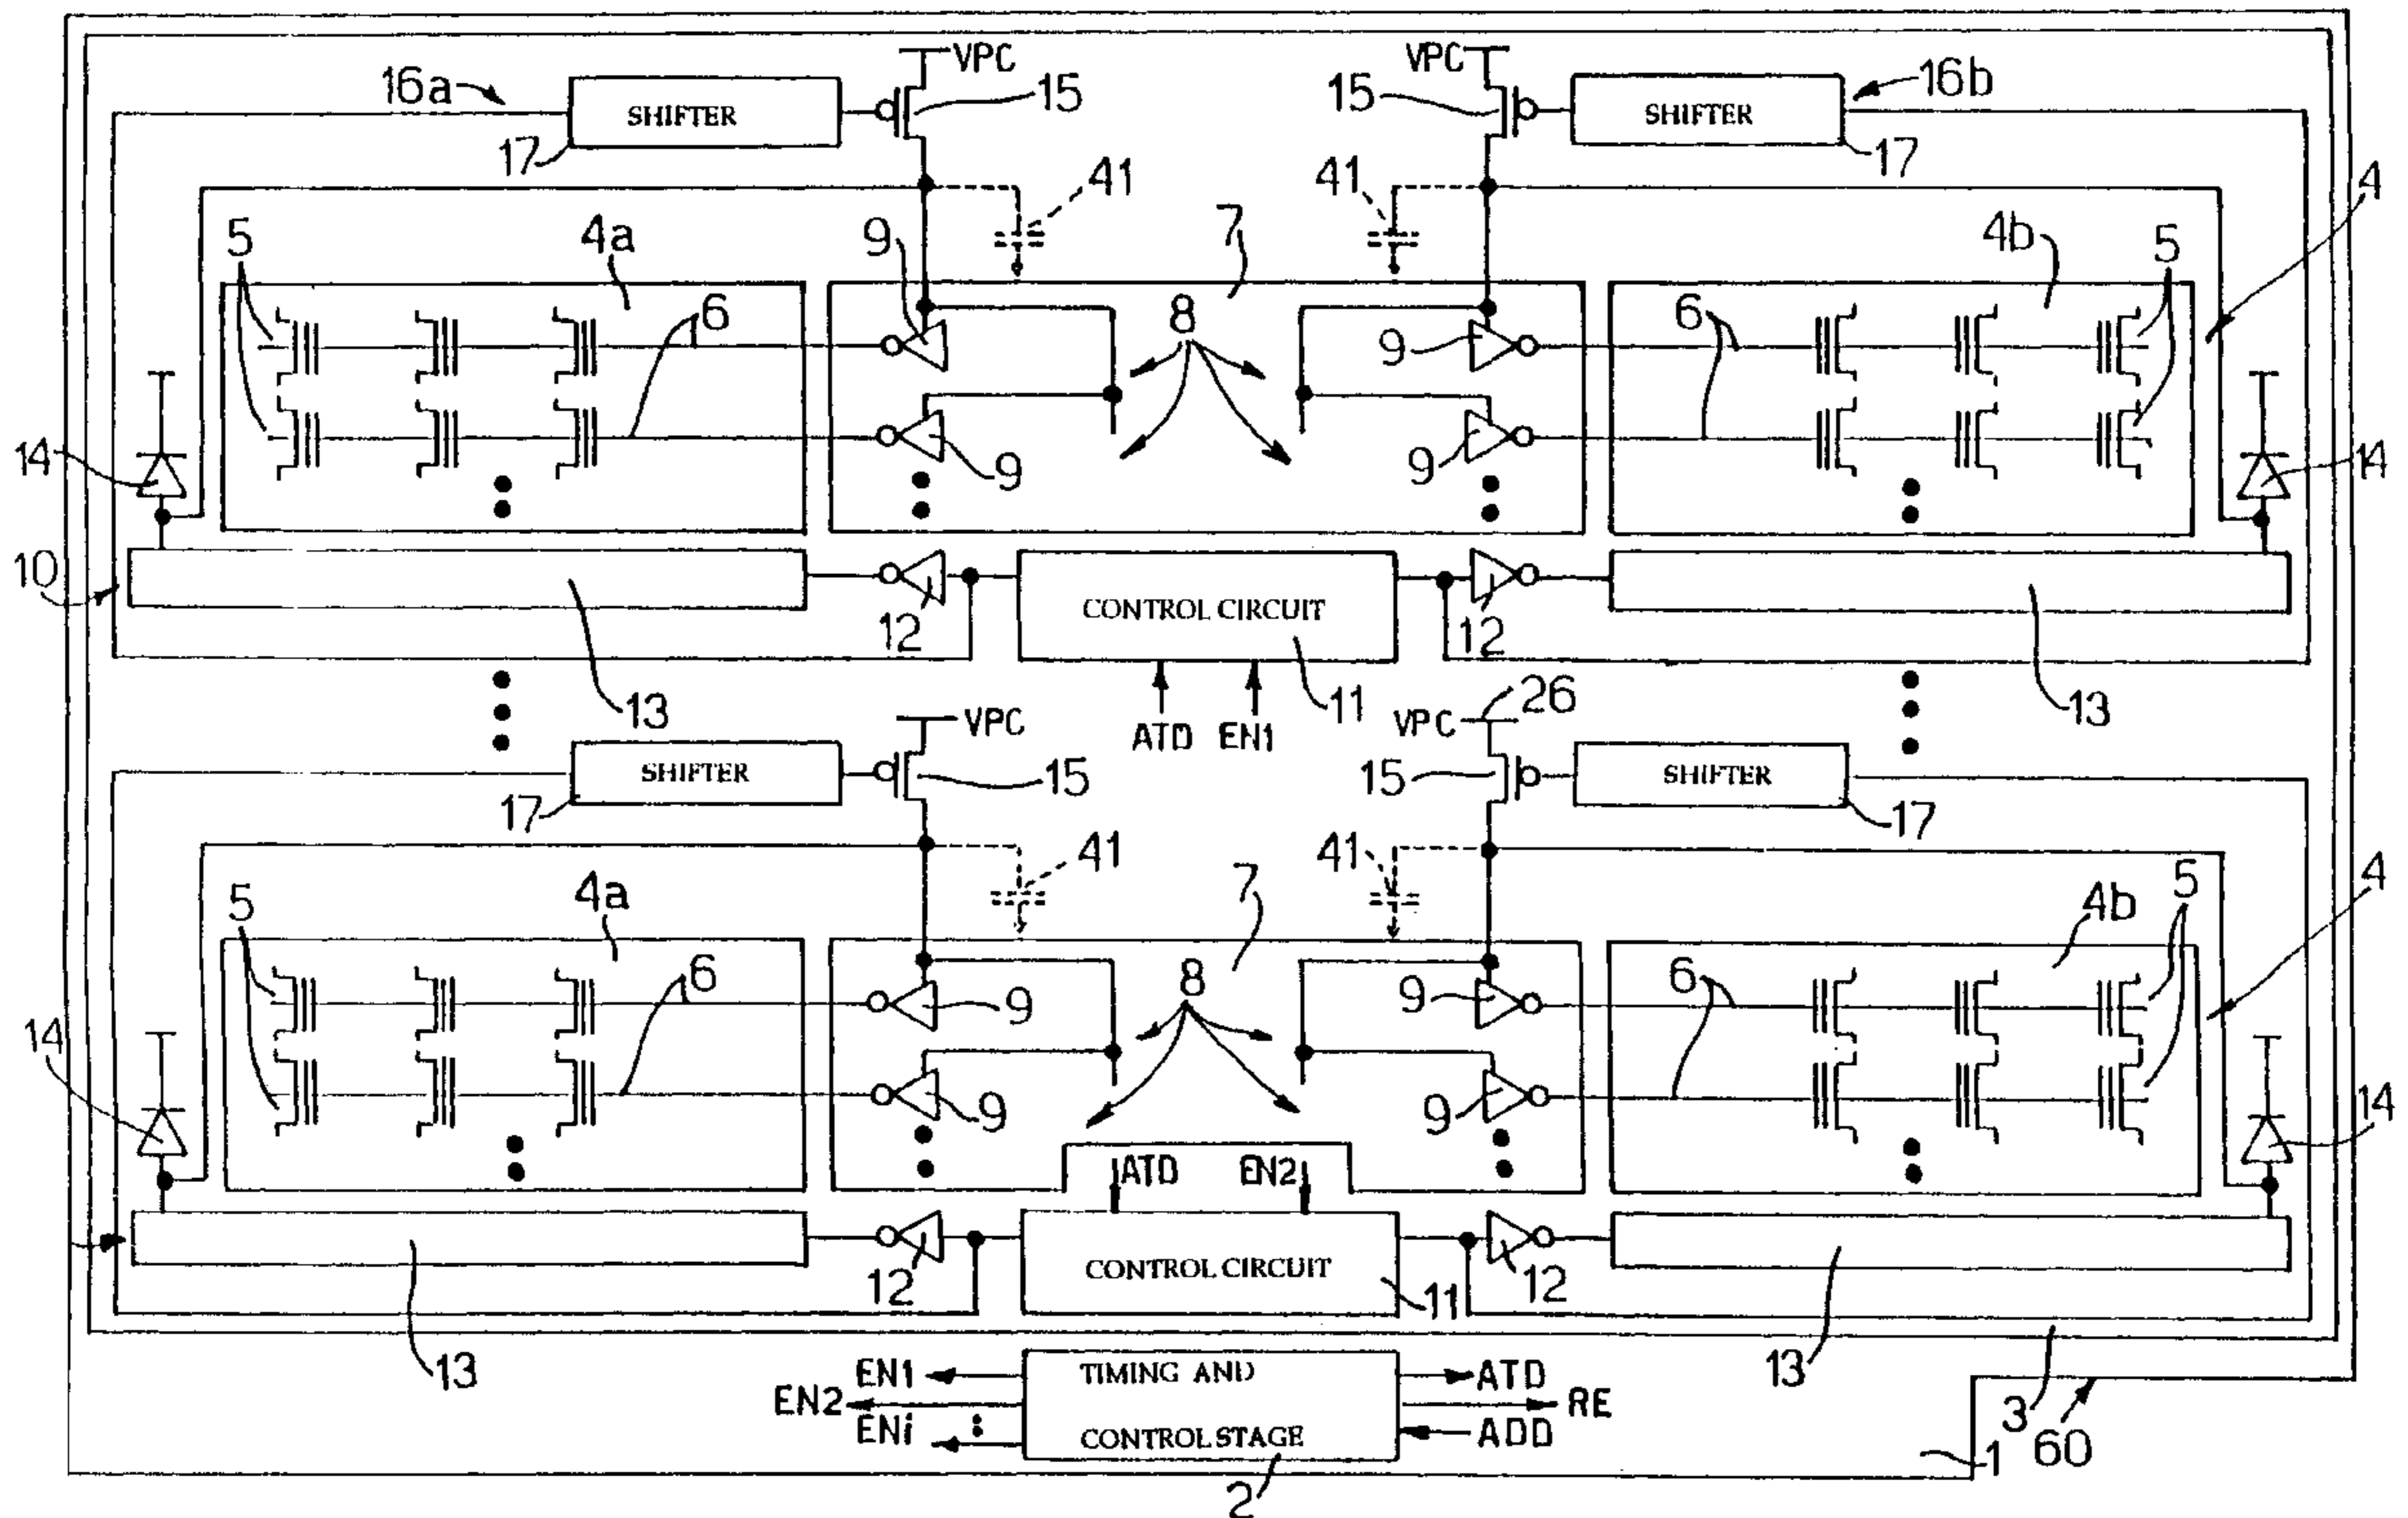 VPC VPC
16a SHIFTER 15 15 SHIFTER 16b
17 17
41 41 4
5 4a 9 7 4b 5
6 8 9 6
14 9 9 14
10 CONTROL CIRCUIT
12 12
13 11 26 13
ATD EN1
VPC VPC
SHIFTER 15 15 SHIFTER
17 17
41 41 4
5 4a 7 4b 5
6 8 9 6
5 9 9 5
14 9 9 14
ATD EN2
12 CONTROL CIRCUIT 12
11
13 13
EN1 TIMING AND ATD
EN2 RE
ENi CONTROL STAGE ADD
3 60
1
2